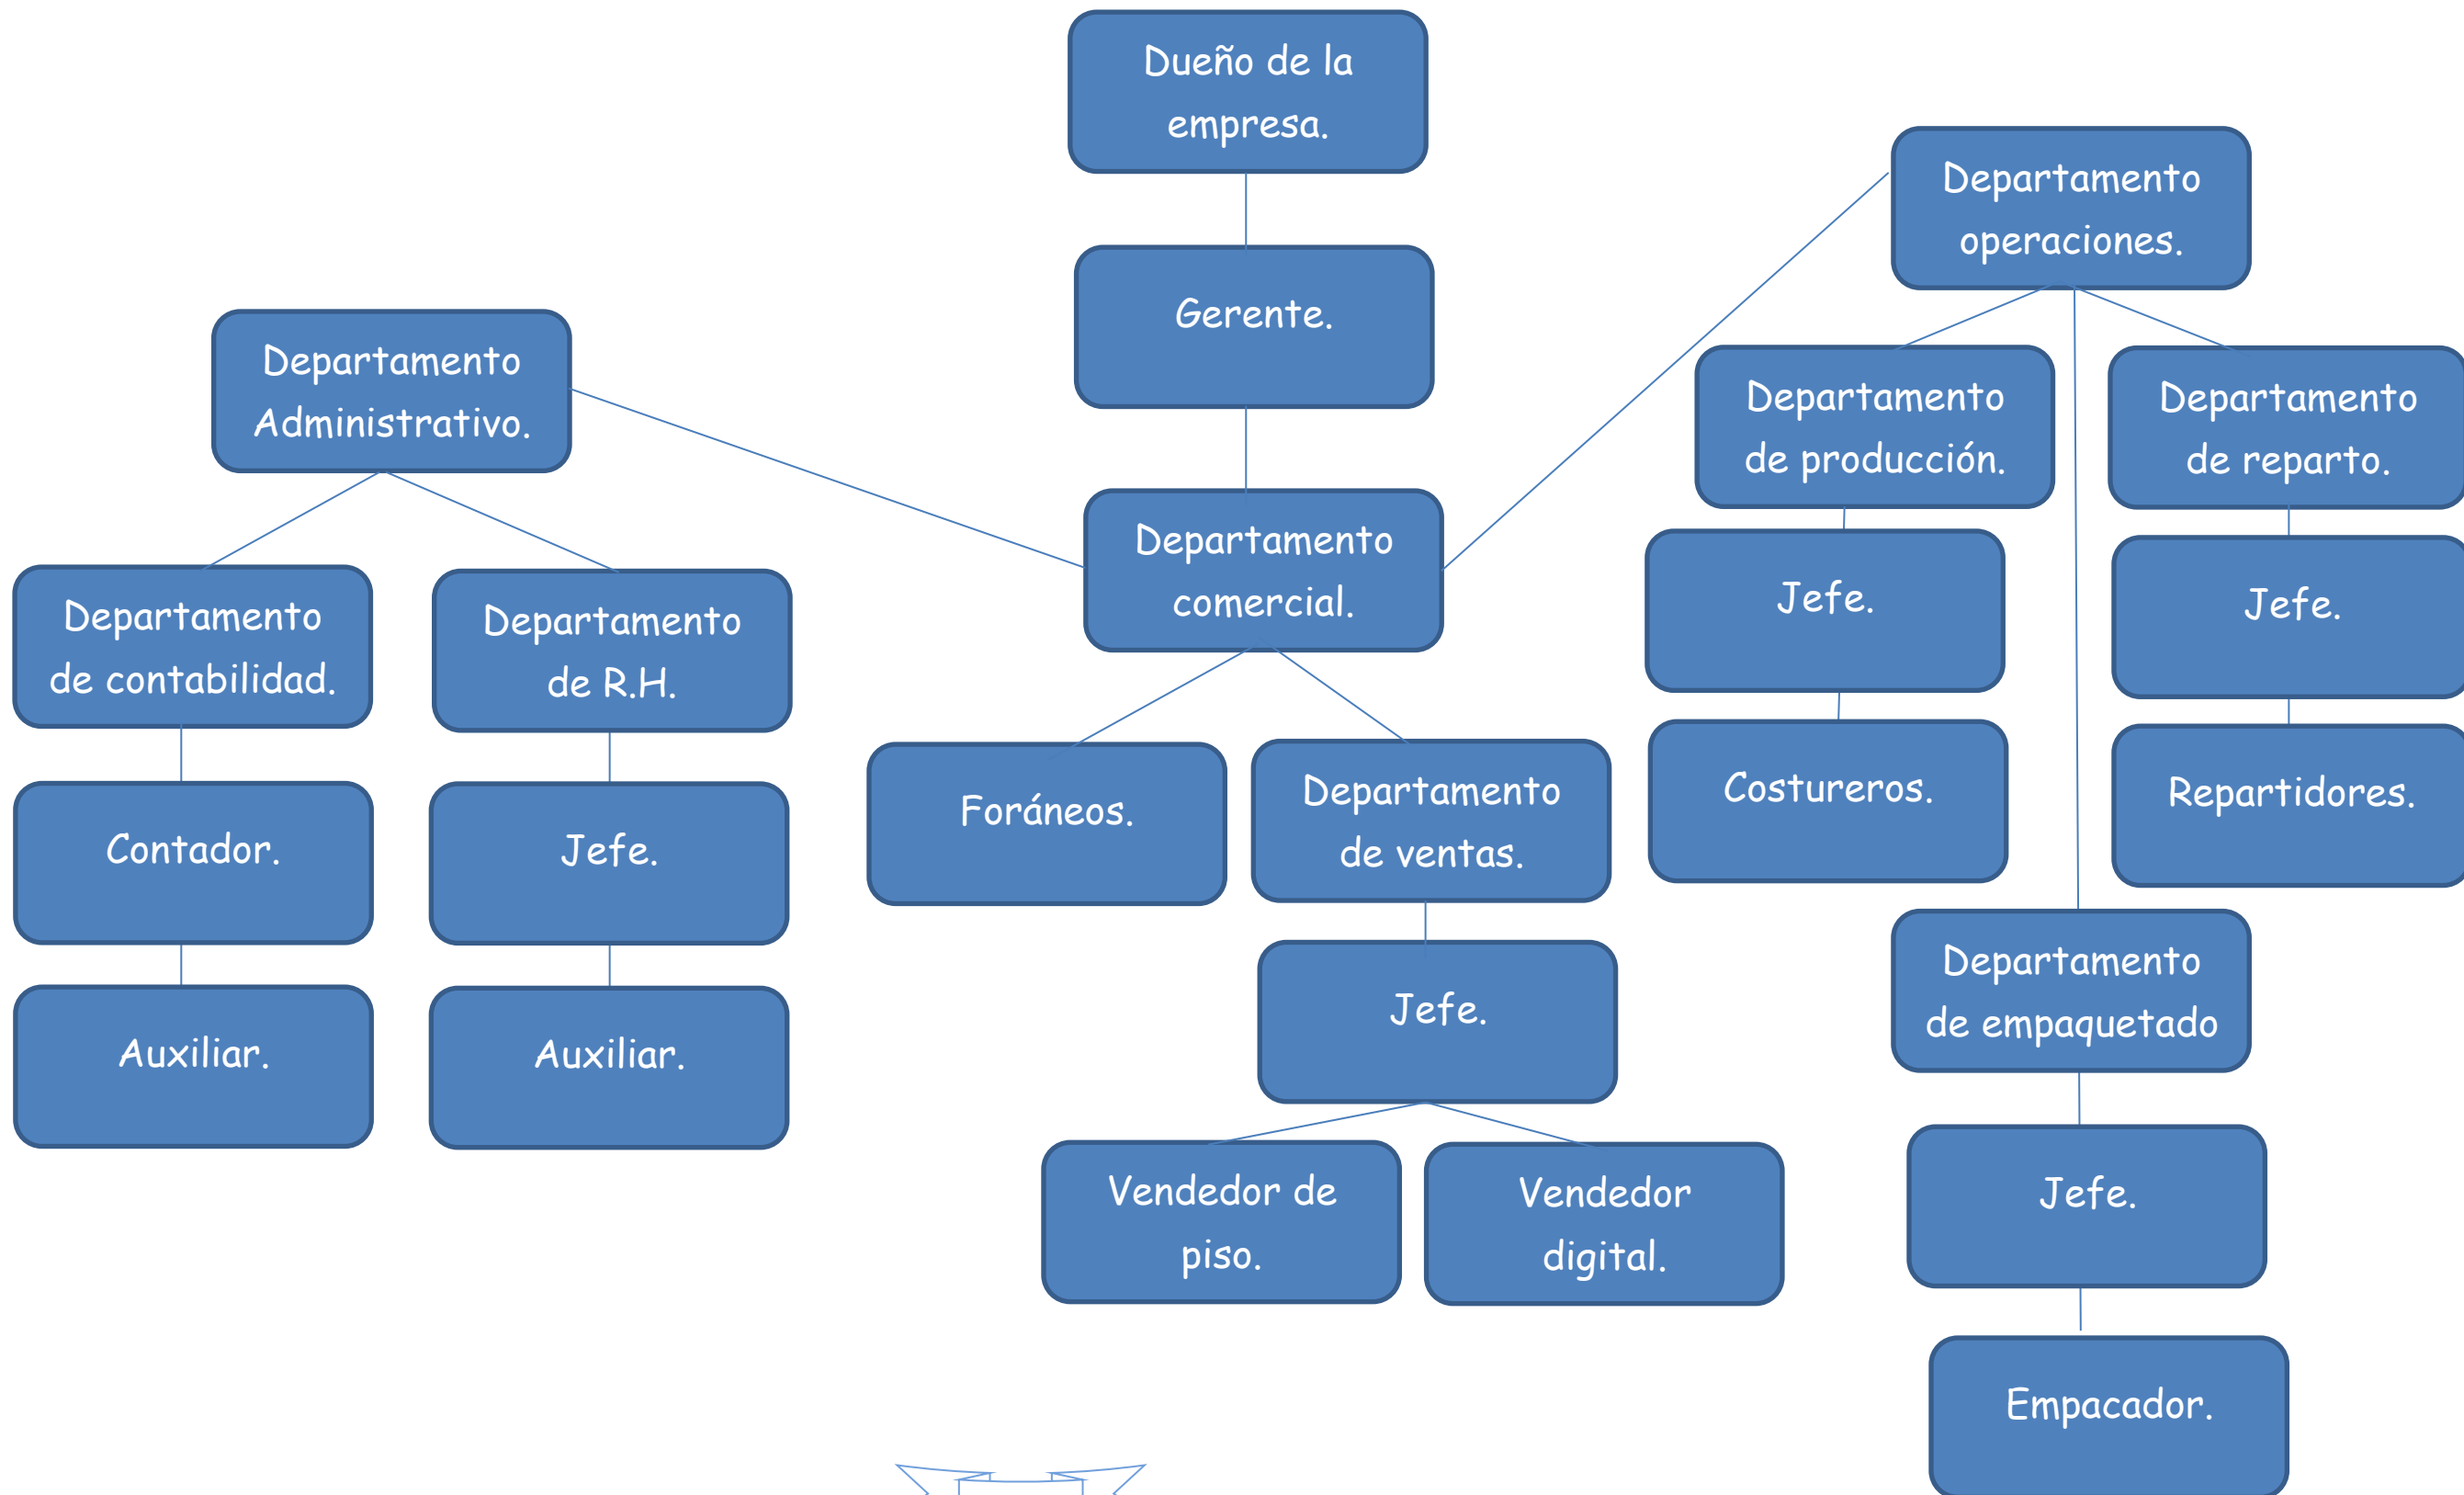 Dueño de la
empresa.
Gerente.
Departamento
operaciones.
Departamento
Administrativo.
Departamento
comercial.
Departamento
de producción.
Departamento
de reparto.
Jefe.
Jefe.
Costureros.
Repartidores.
Departamento
de contabilidad.
Departamento
de R.H.
Contador.
Jefe.
Auxiliar.
Auxiliar.
Foráneos.
Departamento
de ventas.
Jefe.
Vendedor de
piso.
Vendedor
digital.
Departamento
de empaquetado
Jefe.
Empacador.